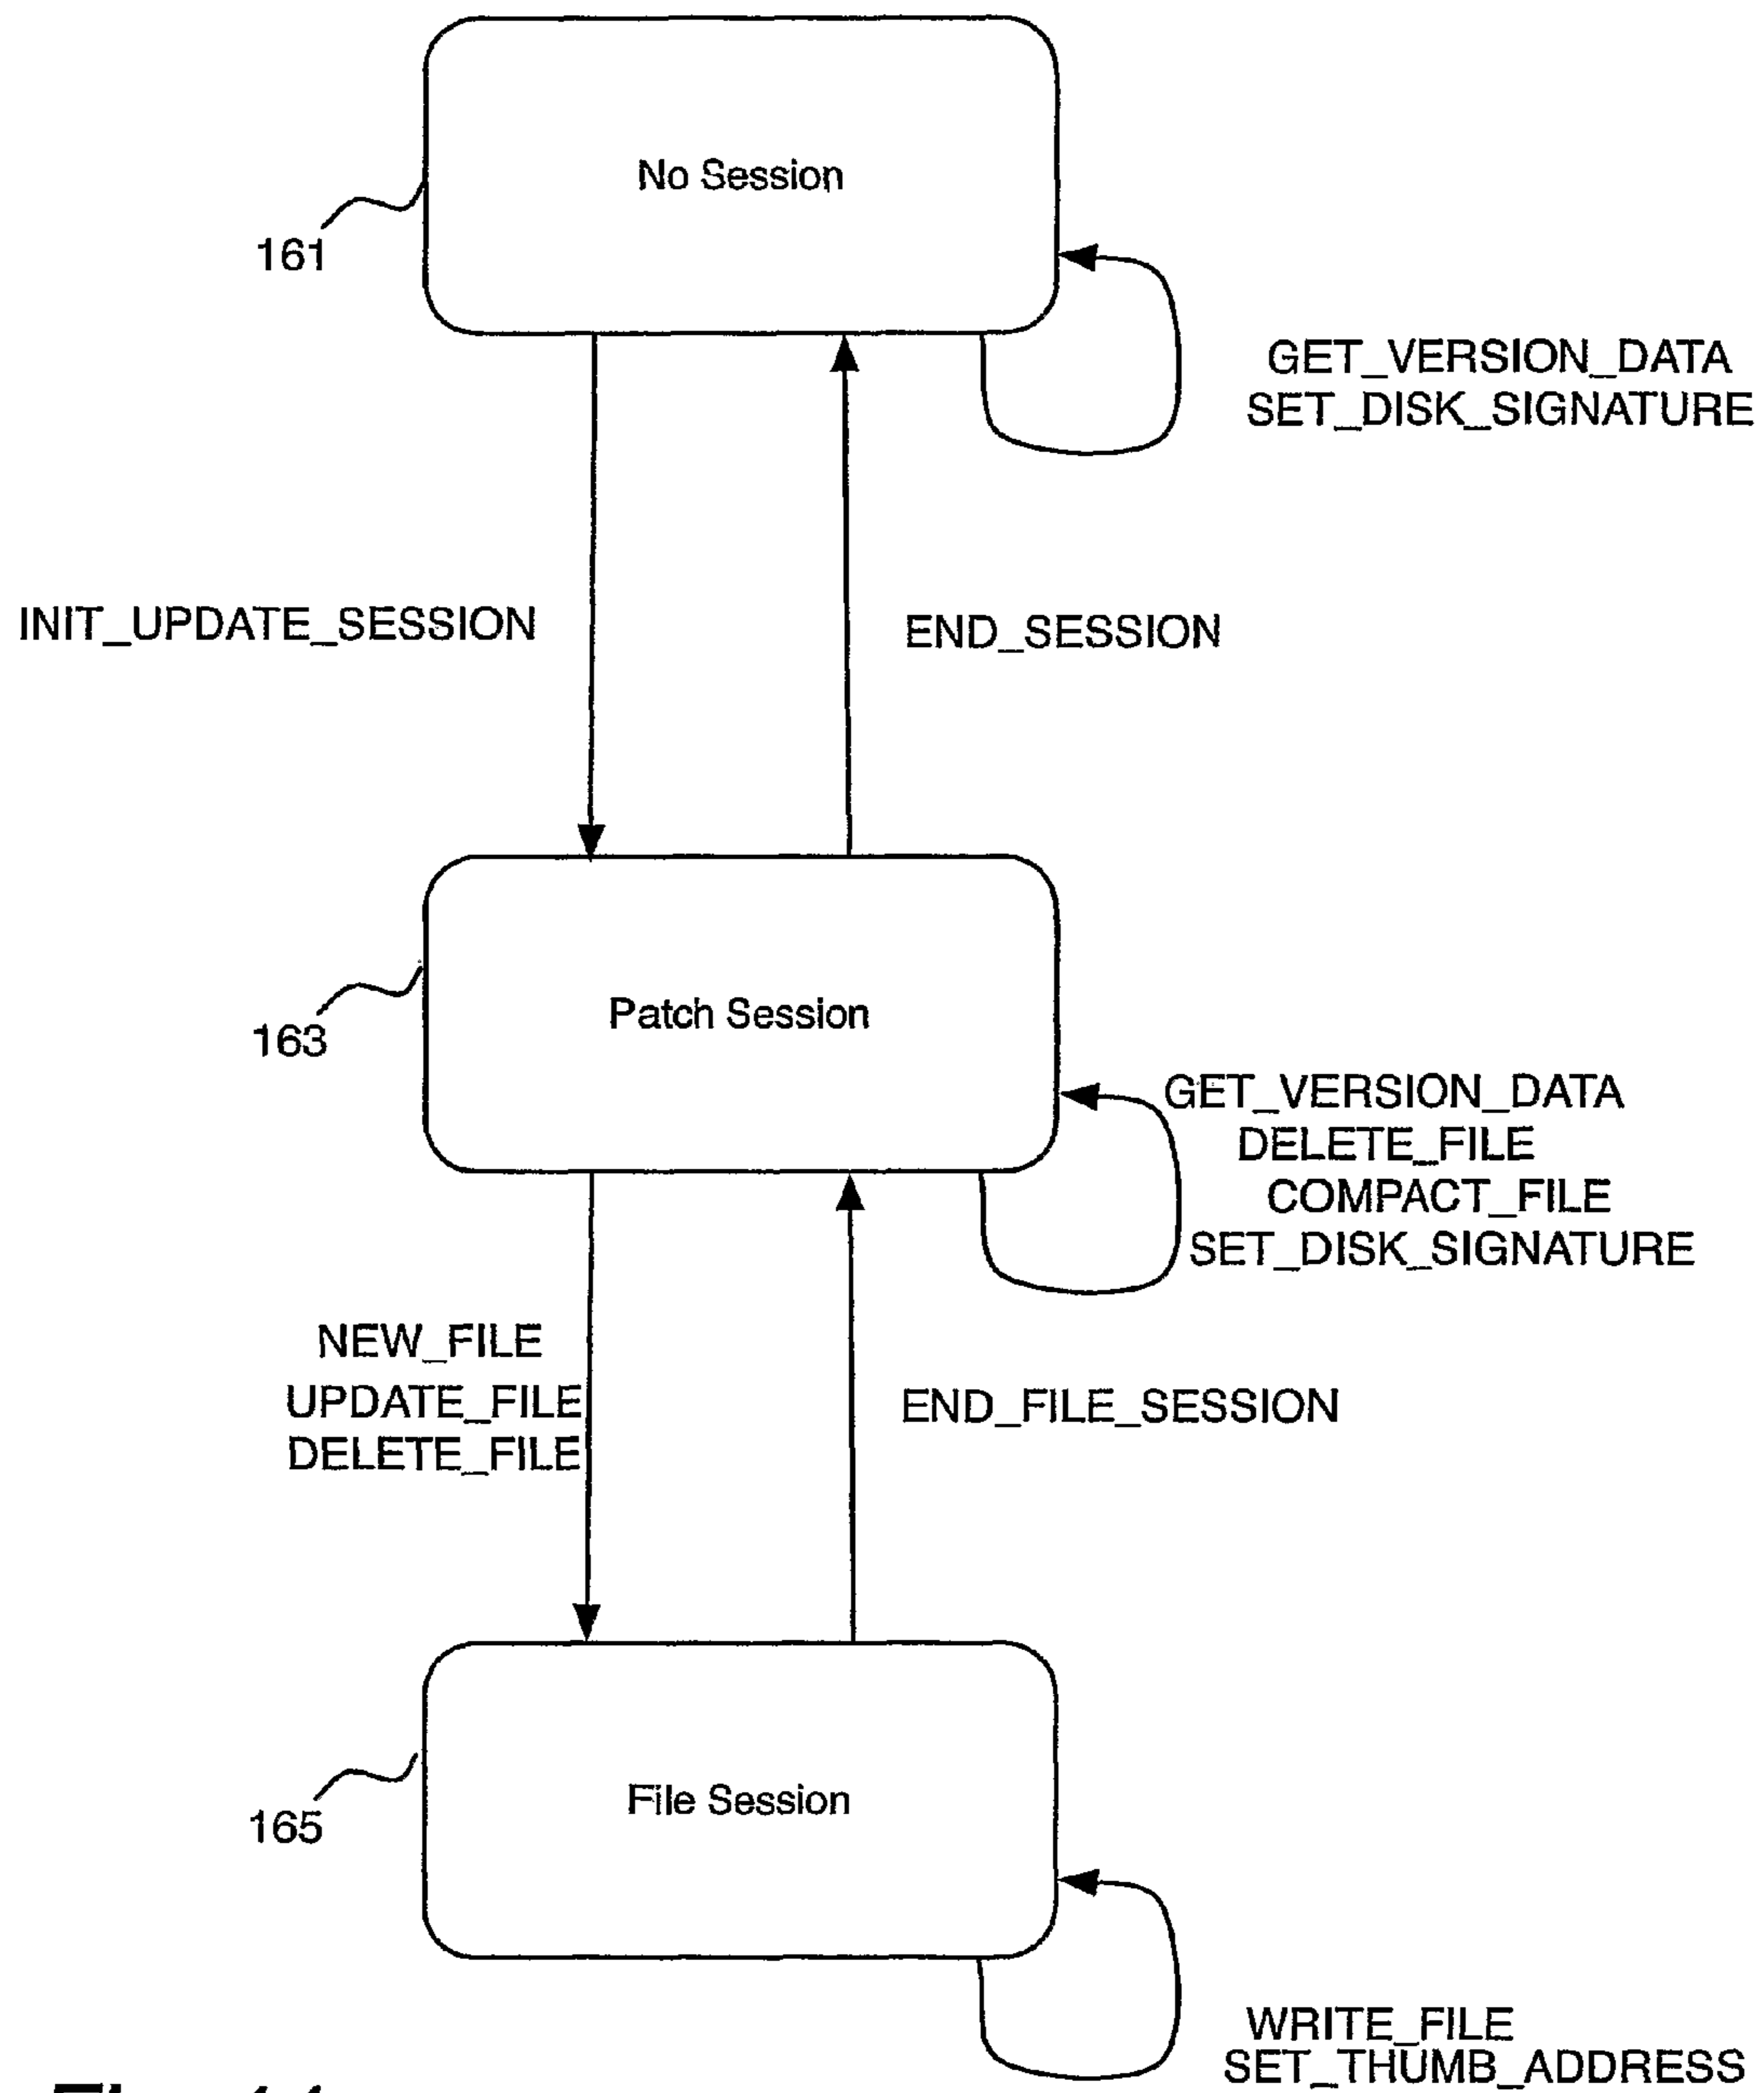 No Session
161
GET_VERSION_DATA
SET_DISK_SIGNATURE
INIT_UPDATE_SESSION
END_SESSION
Patch Session
163
GET_VERSION_DATA
DELETE_FILE
COMPACT_FILE
SET_DISK_SIGNATURE
NEW_FILE
UPDATE_FILE
DELETE_FILE
END_FILE_SESSION
File Session
165
WRITE_FILE
SET_THUMB_ADDRESS